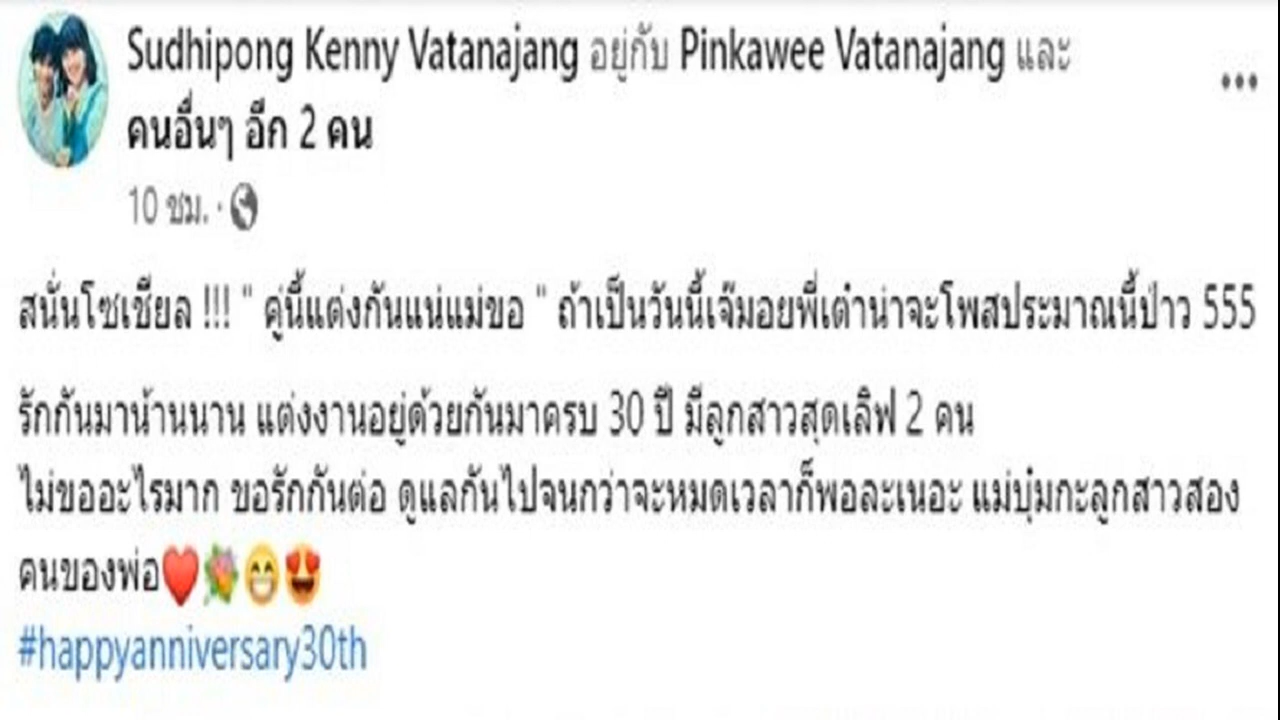 Sudhipong Kenny Vatanajang อยู่กับ Pinkawee Vatanajang และ
คนอื่นๆ อีก 2 คน
10 ชม. ·
สนั่นโซเชียล !!! " คู่นี้แต่งกันแน่แม่ขอ " ถ้าเป็นวันนี้เจ๊มอยพี่เต๋าน่าจะโพสประมาณนี้ป่าว 555
รักกันมาน้านนาน แต่งงานอยู่ด้วยกันมาครบ 30 ปี มีลูกสาวสุดเลิฟ 2 คน
ไม่ขออะไรมาก ขอรักกันต่อ ดูแลกันไปจนกว่าจะหมดเวลาก็พอละเนอะ แม่บุ๋มกะลูกสาวสอง
คนของพ่อ❤️💐😁😍
#happyanniversary30th